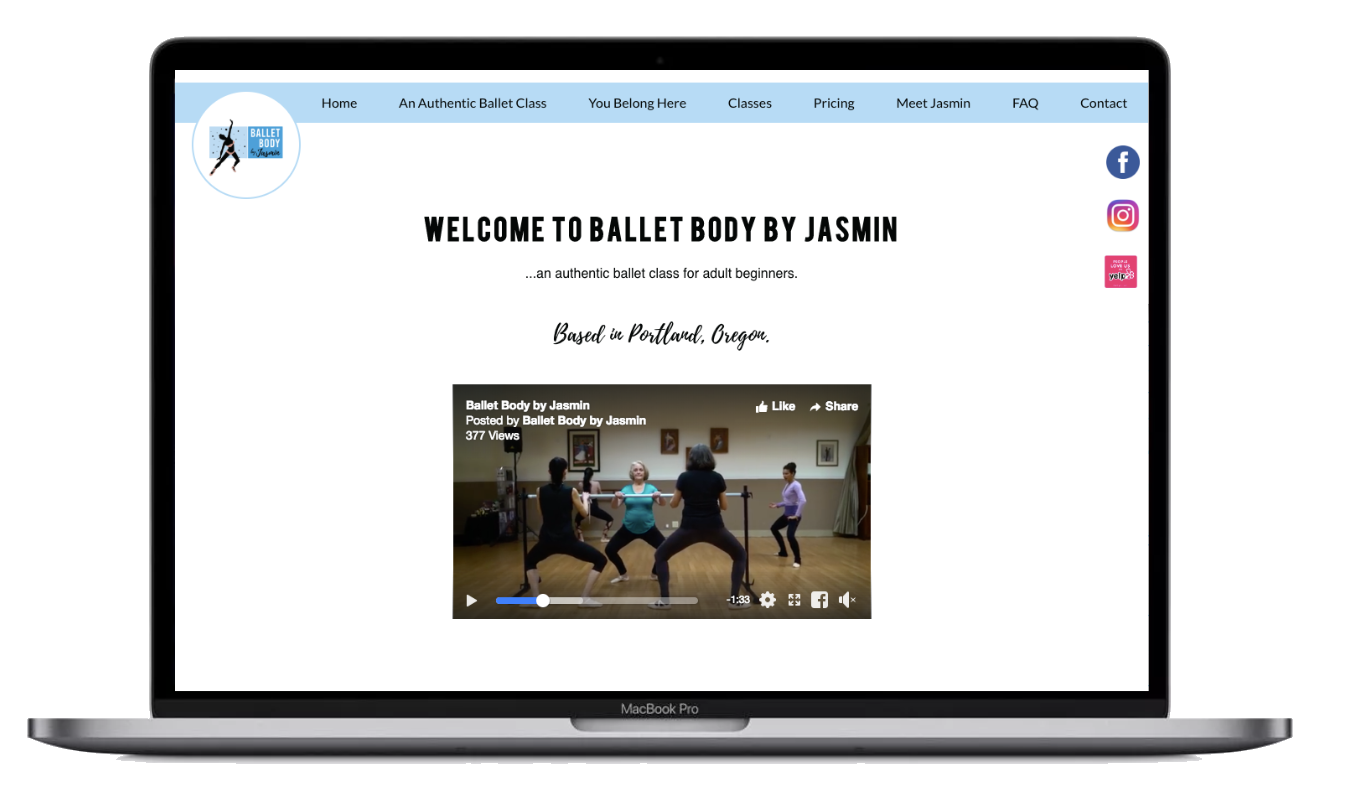 Home An Authentic Ballet Class You Belong Here Classes Pricing Meet Jasmin FAQ Contact
BALLET
BODY
by Jasmin
WELCOME TO BALLET BODY BY JASMIN
...an authentic ballet class for adult beginners.
PEOPLE
LOVE US
yelp
Based in Portland, Oregon.
Ballet Body by Jasmin Like Share
Posted by Ballet Body by Jasmin
377 Views
-1:33
MacBook Pro